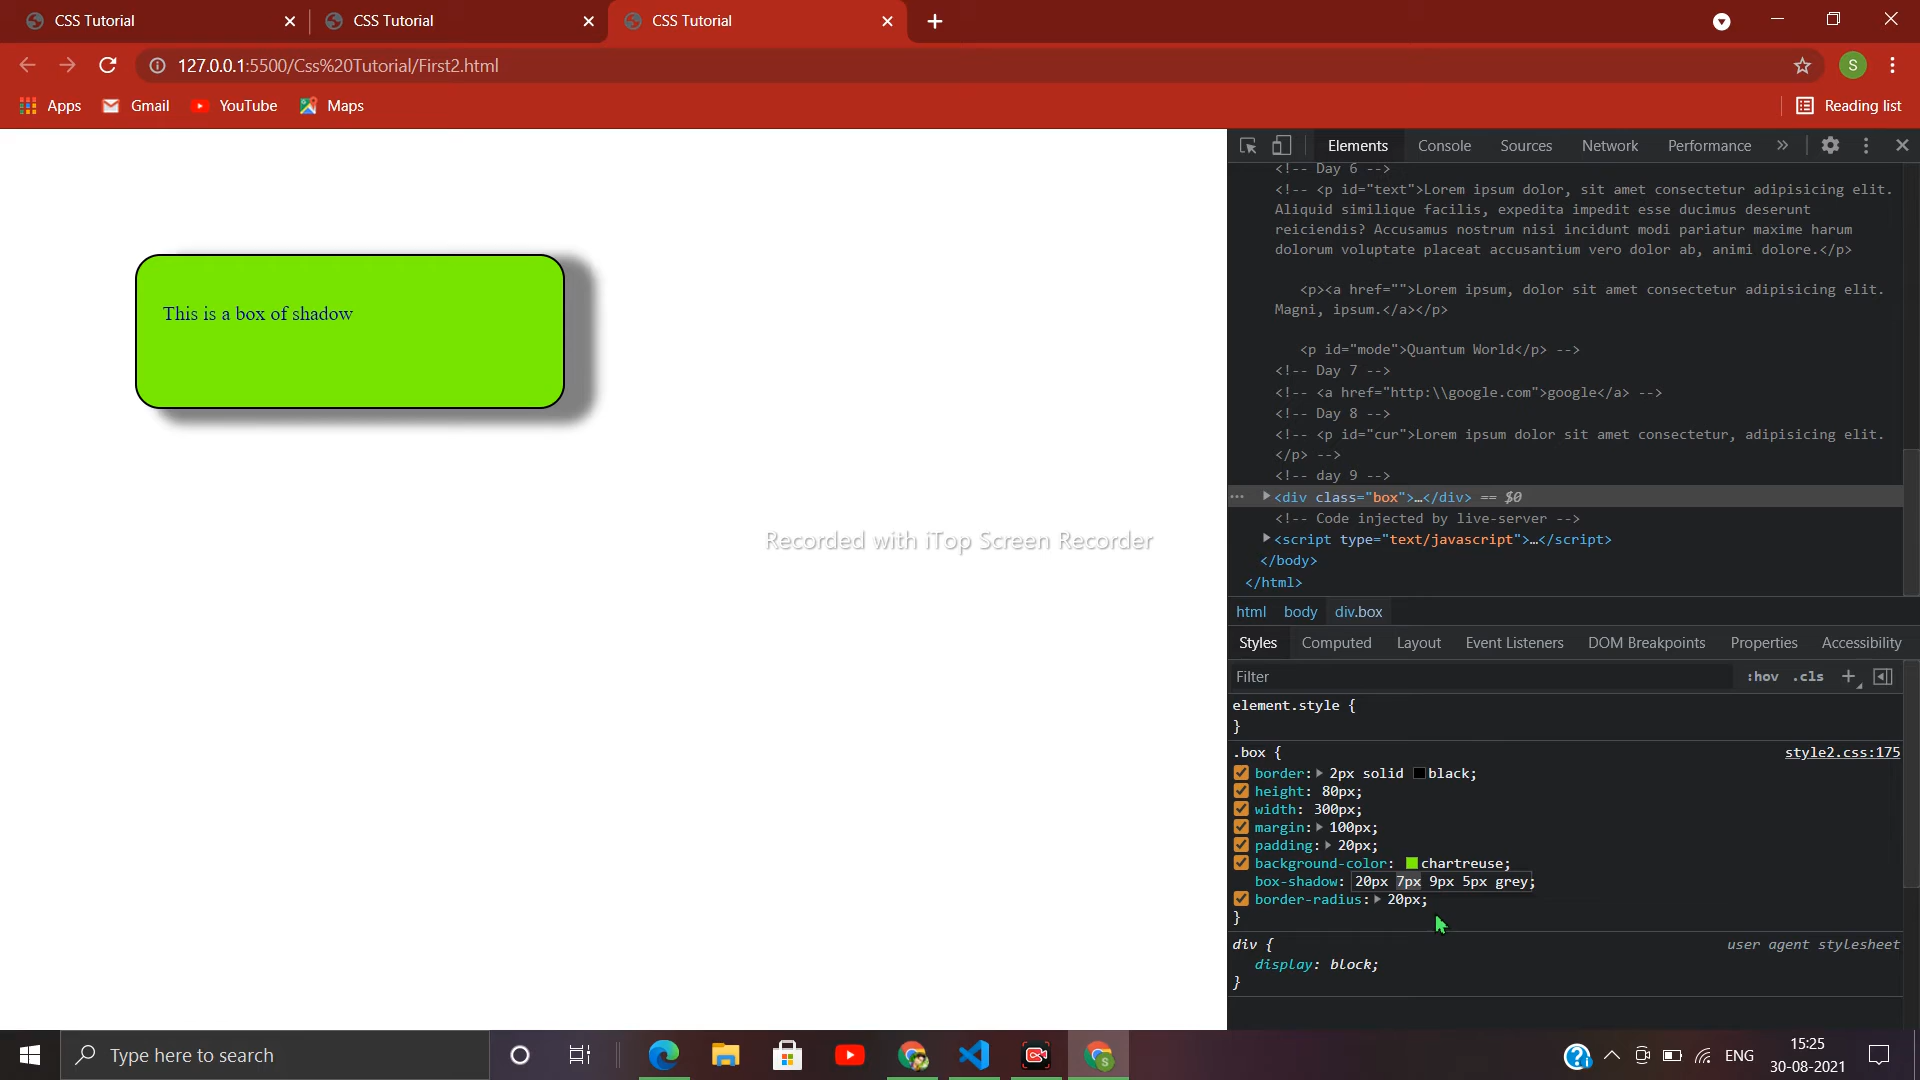 CSS Tutorial
CSS Tutorial
CSS Tutorial
127.0.0.1:5500/Css%20Tutorial/First2.html
S
Apps
Gmail
YouTube
Maps
Reading list
This is a box of shadow
Recorded with iTop Screen Recorder
Elements
Console
Sources
Network
Performance
<!-- Day 6 -->
<!-- <p id="text">Lorem ipsum dolor, sit amet consectetur adipisicing elit.
Aliquid similique facilis, expedita impedit esse ducimus deserunt
reiciendis? Accusamus nostrum nisi incidunt modi pariatur maxime harum
dolorum voluptate placeat accusantium vero dolor ab, animi dolore.</p>
<p><a href="">Lorem ipsum, dolor sit amet consectetur adipisicing elit.
Magni, ipsum.</a></p>
<p id="mode">Quantum World</p> -->
<!-- Day 7 -->
<!-- <a href="http:\\google.com">google</a> -->
<!-- Day 8 -->
<!-- <p id="cur">Lorem ipsum dolor sit amet consectetur, adipisicing elit.
</p> -->
<!-- day 9 -->
<div class="box">…</div> == $0
<!-- Code injected by live-server -->
<script type="text/javascript">…</script>
</body>
</html>
html
body
div.box
Styles
Computed
Layout
Event Listeners
DOM Breakpoints
Properties
Accessibility
Filter
:hov
.cls
element.style {
}
.box {
style2.css:175
border: 2px solid black;
height: 80px;
width: 300px;
margin: 100px;
padding: 20px;
background-color: chartreuse;
box-shadow: 20px 7px 9px 5px grey;
border-radius: 20px;
}
div {
user agent stylesheet
display: block;
}
Type here to search
ENG
15:25
30-08-2021